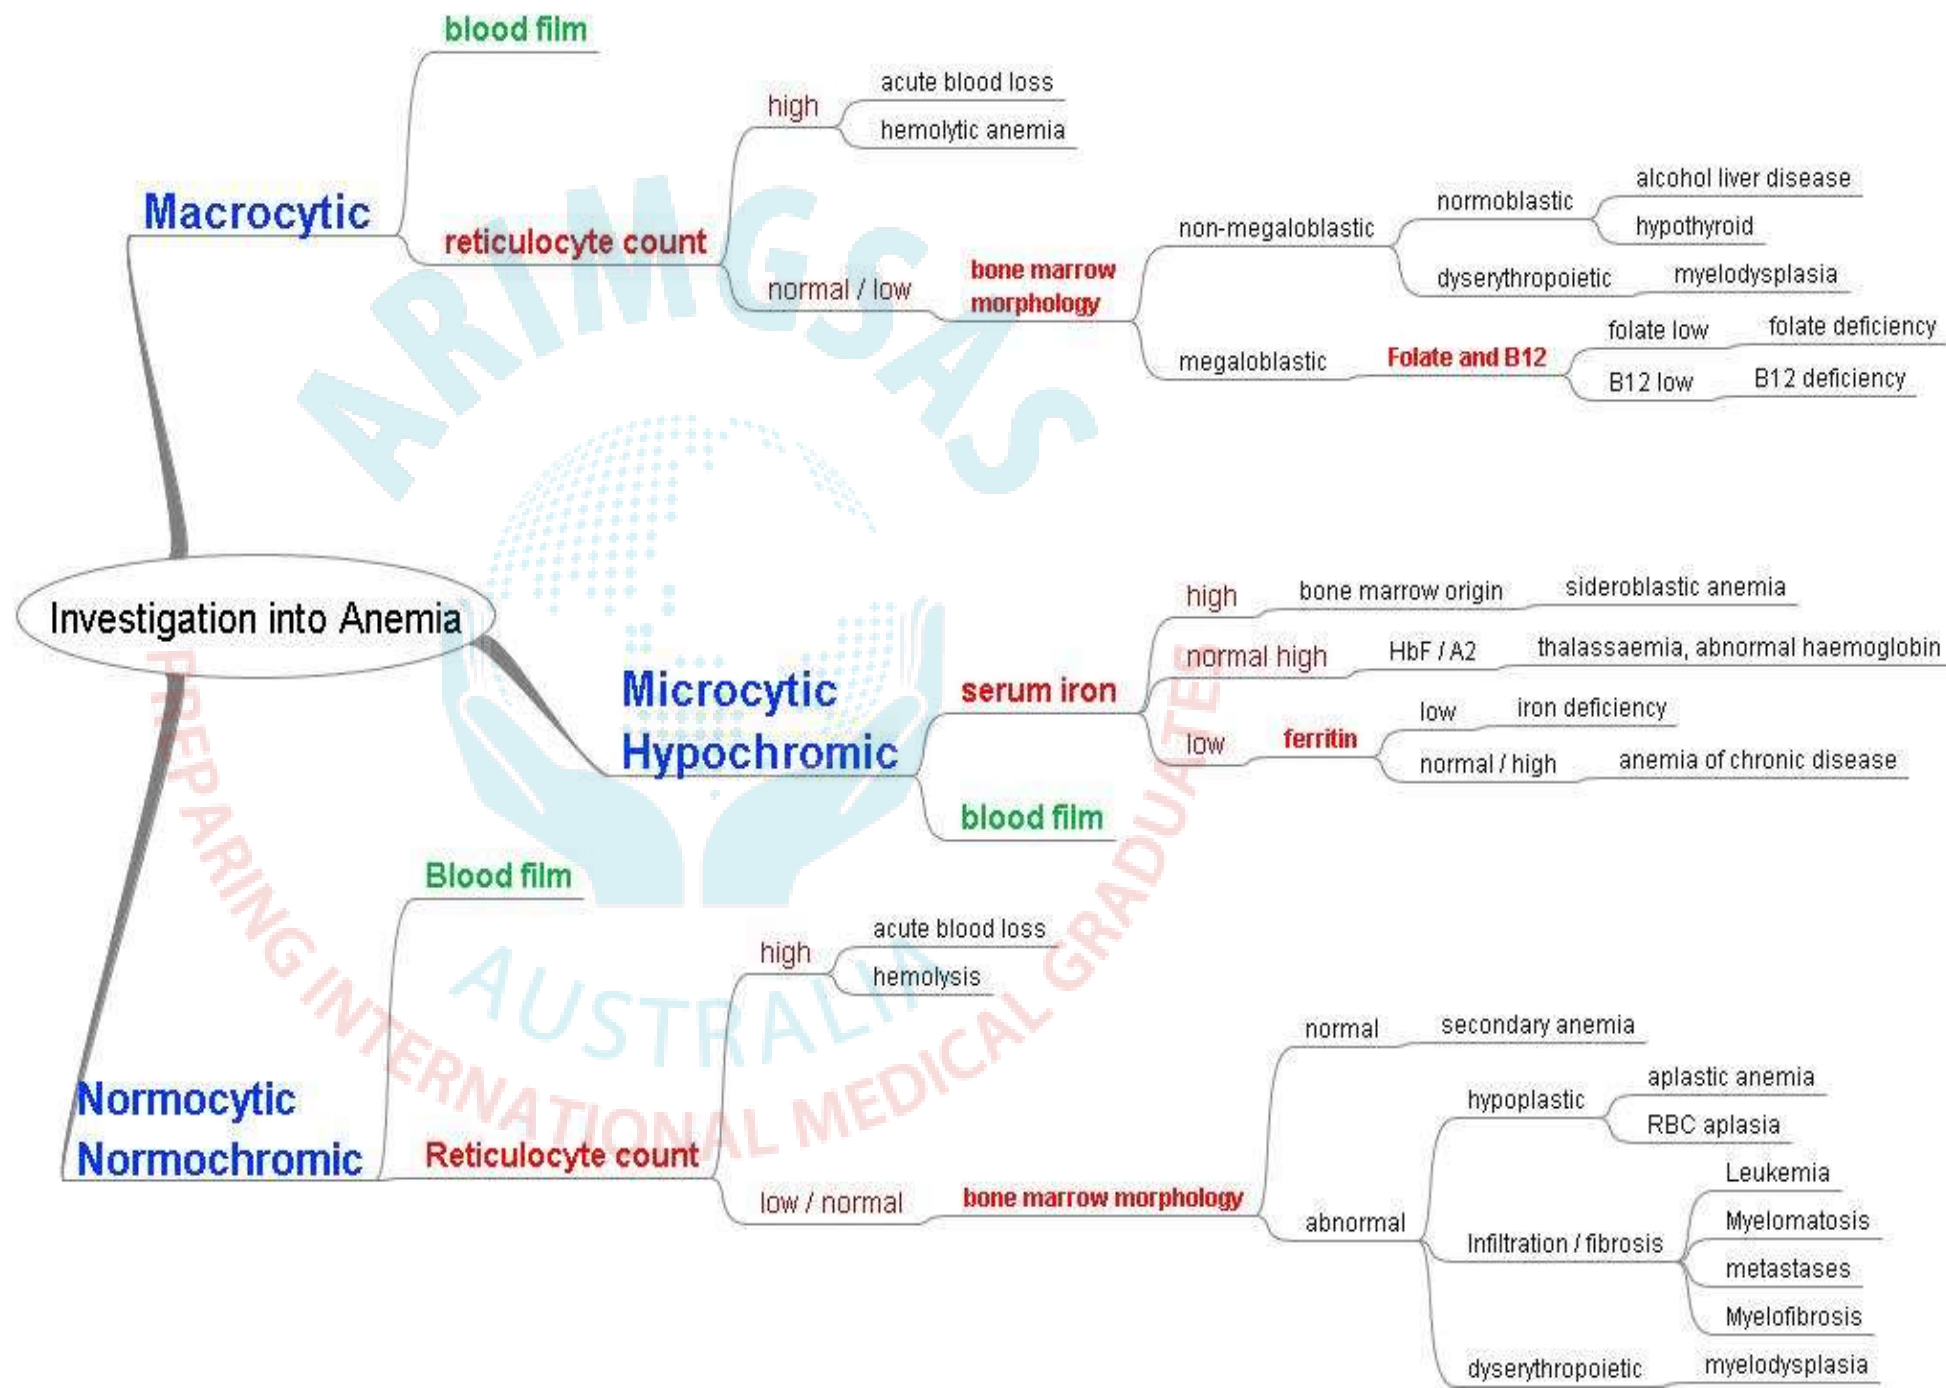 blood film
high
acute blood loss
hemolytic anemia
Macrocytic
reticulocyte count
normal / low
bone marrow
morphology
non-megaloblastic
normoblastic
alcohol liver disease
hypothyroid
dyserythropoietic
myelodysplasia
megaloblastic
Folate and B12
folate low
folate deficiency
B12 low
B12 deficiency
Investigation into Anemia
Microcytic
Hypochromic
serum iron
high
bone marrow origin
sideroblastic anemia
normal high
HbF / A2
thalassaemia, abnormal haemoglobin
low
ferritin
low
iron deficiency
normal / high
anemia of chronic disease
blood film
Normocytic
Normochromic
Blood film
Reticulocyte count
high
acute blood loss
hemolysis
low / normal
bone marrow morphology
normal
secondary anemia
abnormal
hypoplastic
aplastic anemia
RBC aplasia
Infiltration / fibrosis
Leukemia
Myelomatosis
metastases
Myelofibrosis
dyserythropoietic
myelodysplasia
ARIMGSAS
AUSTRALIA
PREPARING INTERNATIONAL MEDICAL GRADUATES